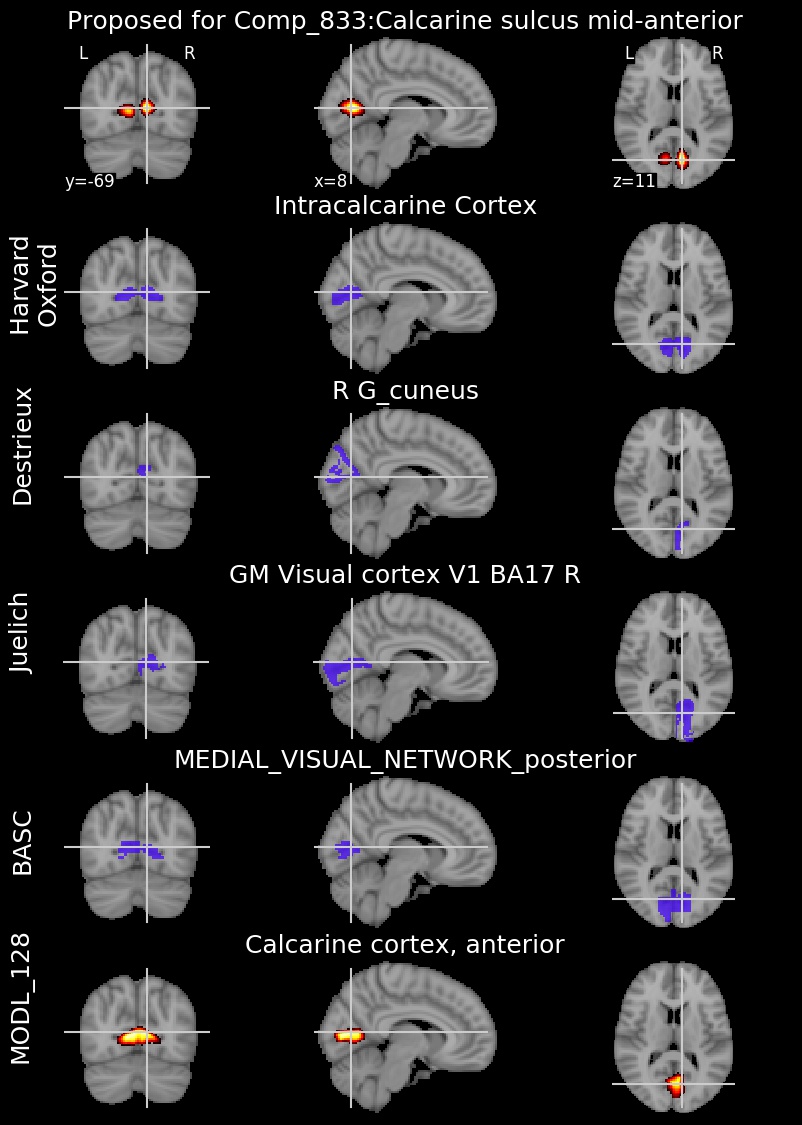 Proposed for Comp_833:Calcarine sulcus mid-anterior
L R L R
y=-69 x=8 z=11
Intracalcarine Cortex
Harvard
Oxford
R G_cuneus
Destrieux
GM Visual cortex V1 BA17 R
Juelich
MEDIAL_VISUAL_NETWORK_posterior
BASC
Calcarine cortex, anterior
MODL_128